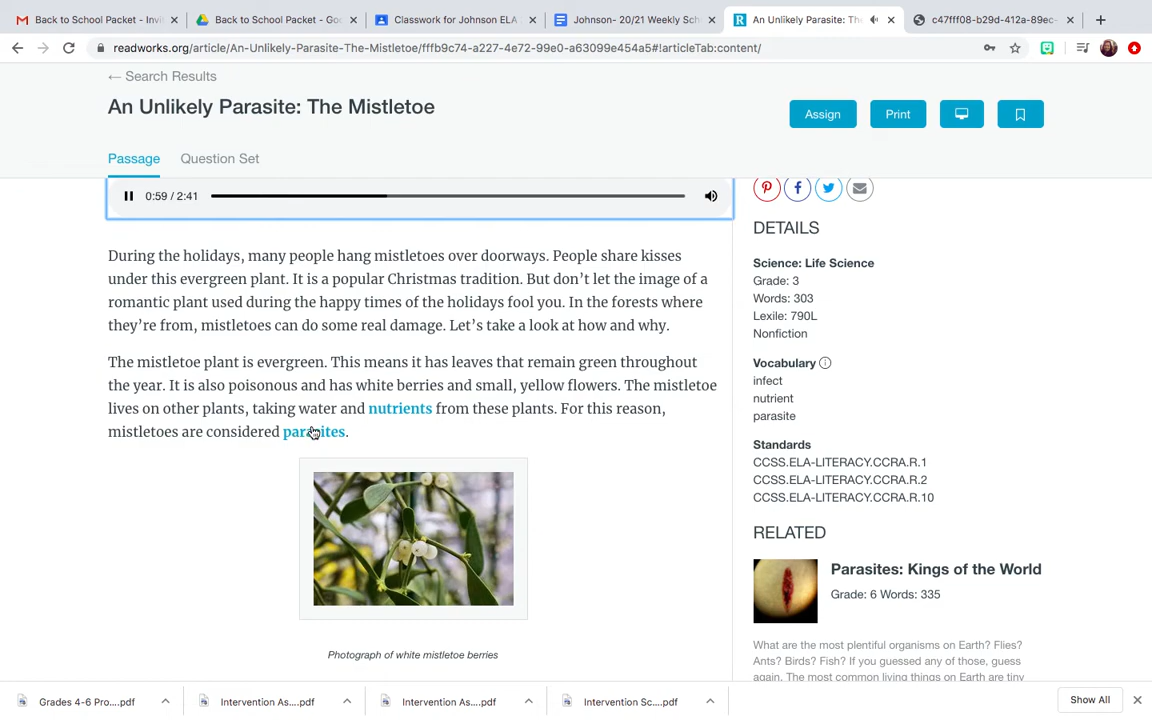 Back to School Packet - Invi
Back to School Packet - Goo
Classwork for Johnson ELA
Johnson- 20/21 Weekly Sch
An Unlikely Parasite: The
c47fff08-b29d-412a-89ec-
readworks.org/article/An-Unlikely-Parasite-The-Mistletoe/fffb9c74-a227-4e72-99e0-a63099e454a5#!articleTab:content/
← Search Results
An Unlikely Parasite: The Mistletoe
Assign
Print
Passage
Question Set
0:59 / 2:41
During the holidays, many people hang mistletoes over doorways. People share kisses
under this evergreen plant. It is a popular Christmas tradition. But don’t let the image of a
romantic plant used during the happy times of the holidays fool you. In the forests where
they’re from, mistletoes can do some real damage. Let’s take a look at how and why.
The mistletoe plant is evergreen. This means it has leaves that remain green throughout
the year. It is also poisonous and has white berries and small, yellow flowers. The mistletoe
lives on other plants, taking water and nutrients from these plants. For this reason,
mistletoes are considered parasites.
Photograph of white mistletoe berries
DETAILS
Science: Life Science
Grade: 3
Words: 303
Lexile: 790L
Nonfiction
Vocabulary
infect
nutrient
parasite
Standards
CCSS.ELA-LITERACY.CCRA.R.1
CCSS.ELA-LITERACY.CCRA.R.2
CCSS.ELA-LITERACY.CCRA.R.10
RELATED
Parasites: Kings of the World
Grade: 6 Words: 335
What are the most plentiful organisms on Earth? Flies?
Ants? Birds? Fish? If you guessed any of those, guess
again. The most common living things on Earth are tiny
Grades 4-6 Pro....pdf
Intervention As....pdf
Intervention As....pdf
Intervention Sc....pdf
Show All